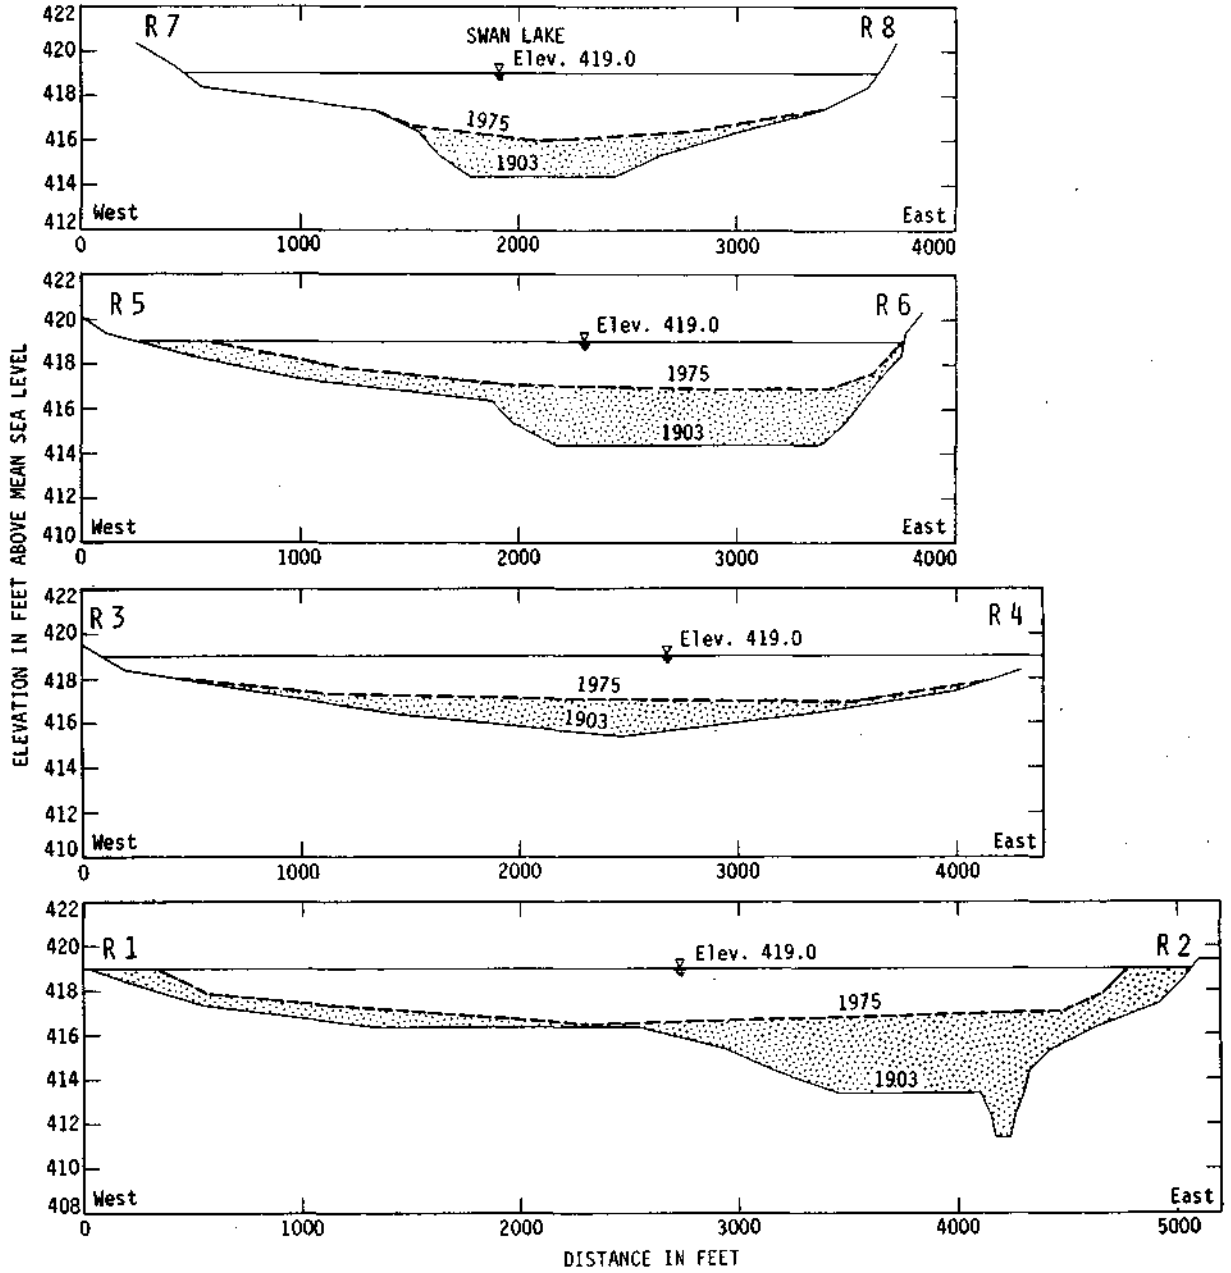 ELEVATION IN FEET ABOVE MEAN SEA LEVEL
422
420
418
416
414
412
R 7
SWAN LAKE
R 8
Elev. 419.0
1975
1903
West
East
0 1000 2000 3000 4000
422
420
418
416
414
412
410
R 5
R 6
Elev. 419.0
1975
1903
West
East
0 1000 2000 3000 4000
422
420
418
416
414
412
410
R 3
R 4
Elev. 419.0
1975
1903
West
East
0 1000 2000 3000 4000
422
420
418
416
414
412
410
408
R 1
R 2
Elev. 419.0
1975
1903
West
East
0 1000 2000 3000 4000 5000
DISTANCE IN FEET